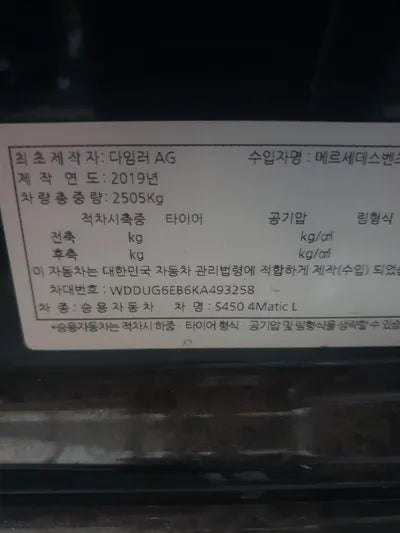 최초제작자: 다임러 AG 수입자명 : 메르세데스벤츠
제 작 연 도: 2019년
차량총중량: 2505Kg
적차시축중 타이어 공기압 림형식
전축 kg kg/㎠
후축 kg kg/㎠
이 자동차는 대한민국 자동차 관리법령에 적합하게 제작(수입) 되었
차대번호 : WDDUG6EB6KA493258
차 종 : 승용자동차 차 명 : S450 4Matic L
*승용자동차는 적차시 하중 · 타이어 형식 · 공기압 및 림형식을 생략할 수 있